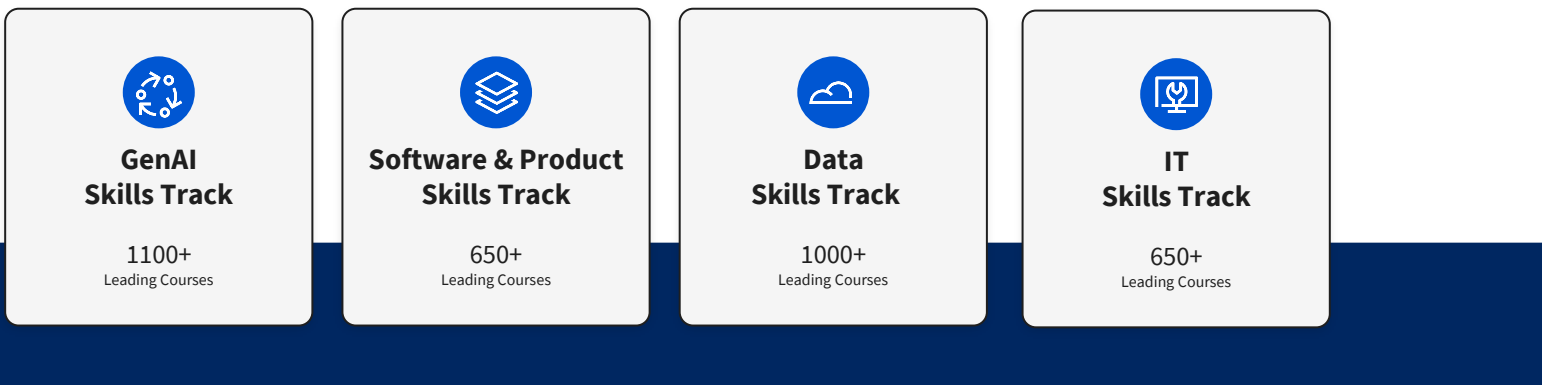 GenAI
Skills Track
1100+
Leading Courses
Software & Product
Skills Track
650+
Leading Courses
Data
Skills Track
1000+
Leading Courses
IT
Skills Track
650+
Leading Courses